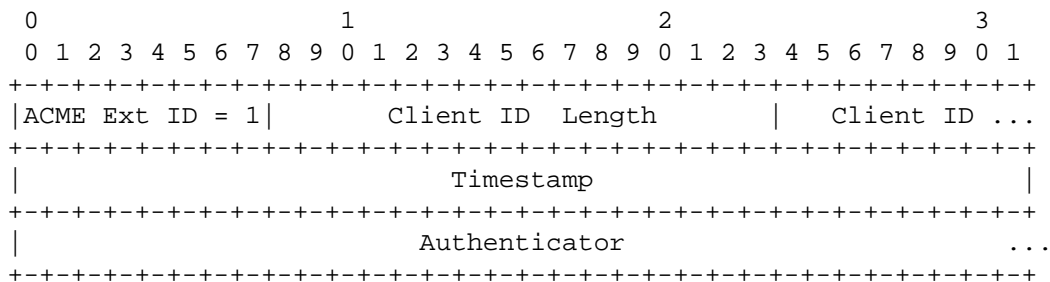 0                   1                   2                   3
 0 1 2 3 4 5 6 7 8 9 0 1 2 3 4 5 6 7 8 9 0 1 2 3 4 5 6 7 8 9 0 1
+-+-+-+-+-+-+-+-+-+-+-+-+-+-+-+-+-+-+-+-+-+-+-+-+-+-+-+-+-+-+-+-+
|ACME Ext ID = 1|       Client ID  Length       |   Client ID ...
+-+-+-+-+-+-+-+-+-+-+-+-+-+-+-+-+-+-+-+-+-+-+-+-+-+-+-+-+-+-+-+-+
|                           Timestamp                           |
+-+-+-+-+-+-+-+-+-+-+-+-+-+-+-+-+-+-+-+-+-+-+-+-+-+-+-+-+-+-+-+-+
|                         Authenticator                        ...
+-+-+-+-+-+-+-+-+-+-+-+-+-+-+-+-+-+-+-+-+-+-+-+-+-+-+-+-+-+-+-+-+